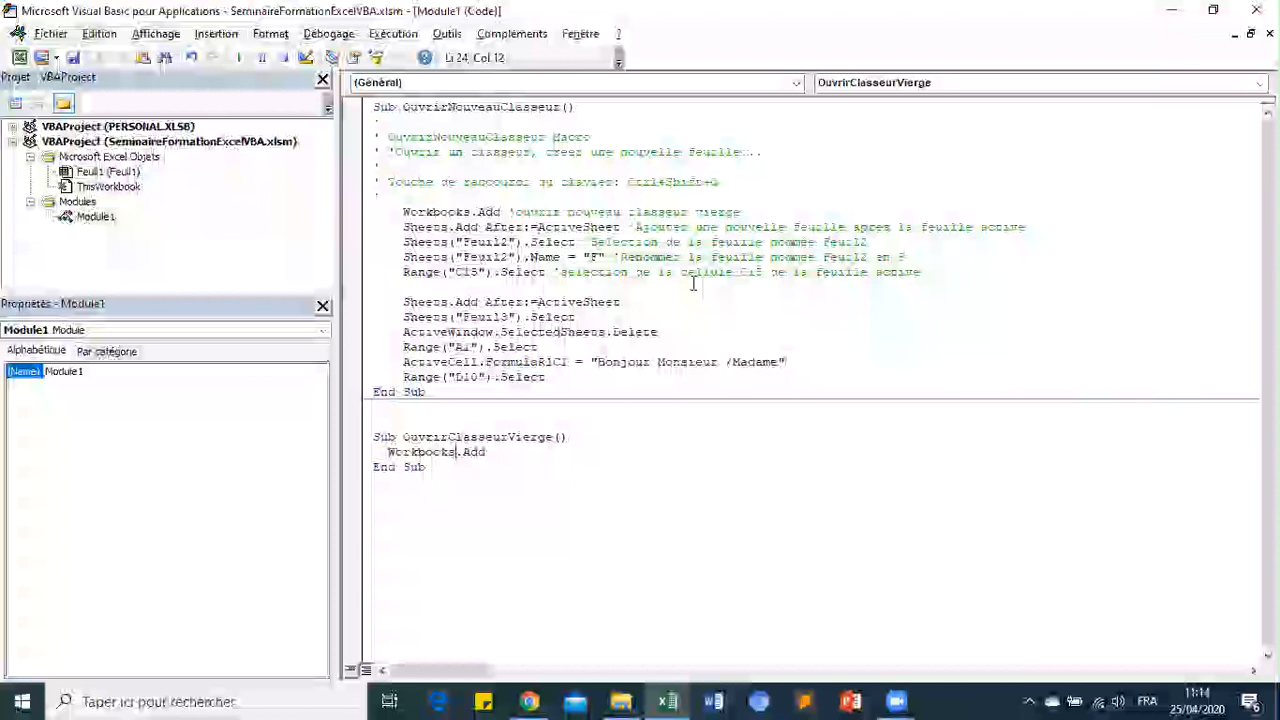 Microsoft Visual Basic pour Applications - SeminaireFormationExcelVBA.xlsm - [Module1 (Code)]
Fichier Edition Affichage Insertion Format Débogage Exécution Outils Compléments Fenêtre ?
Li 24, Col 12
Projet - VBAProject
(Général) OuvrirClasseurVierge
VBAProject (PERSONAL.XLSB)
VBAProject (SeminaireFormationExcelVBA.xlsm)
Microsoft Excel Objets
Feuil1 (Feuil1)
ThisWorkbook
Modules
Module1
Propriétés - Module1
Module1 Module
Alphabétique Par catégorie
(Name) Module1
Sub OuvrirNouveauClasseur()
'
' OuvrirNouveauClasseur Macro
' 'Ouvrir un classeur, creer une nouvelle feuille...
'
' Touche de raccourci du clavier: Ctrl+Shift+Q
'
Workbooks.Add 'ouvrir nouveau classeur vierge
Sheets.Add After:=ActiveSheet 'Ajouter une nouvelle feuille apres la feuille active
Sheets("Feuil2").Select 'Selection de la feuille nommee Feuil2
Sheets("Feuil2").Name = "F" 'Renommer la feuille nommee Feuil2 en F
Range("C15").Select 'selection de la cellule C15 de la feuille active
Sheets.Add After:=ActiveSheet
Sheets("Feuil3").Select
ActiveWindow.SelectedSheets.Delete
Range("A1").Select
ActiveCell.FormulaR1C1 = "Bonjour Monsieur /Madame"
Range("D10").Select
End Sub
Sub OuvrirClasseurVierge()
Workbooks.Add
End Sub
Taper ici pour rechercher
FRA
11:14
25/04/2020
6